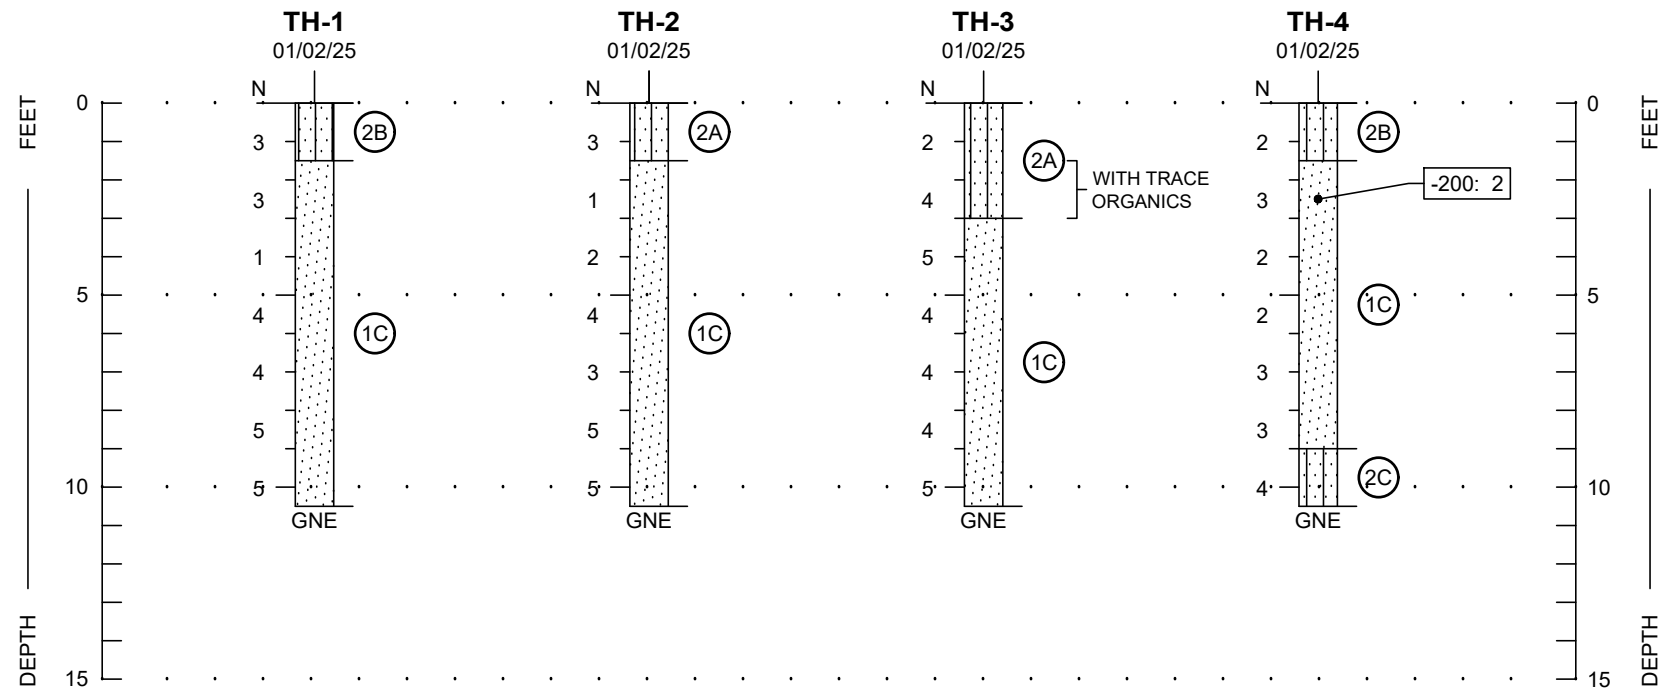 TH-1
01/02/25
TH-2
01/02/25
TH-3
01/02/25
TH-4
01/02/25
FEET
DEPTH
0
5
10
15
N
3
3
1
4
4
5
5
2B
1C
GNE
N
3
1
2
4
3
5
5
2A
1C
GNE
N
2
4
5
4
4
4
5
2A
WITH TRACE
ORGANICS
1C
GNE
N
2
3
2
2
3
3
4
2B
-200: 2
1C
2C
GNE
0
5
10
15
FEET
DEPTH